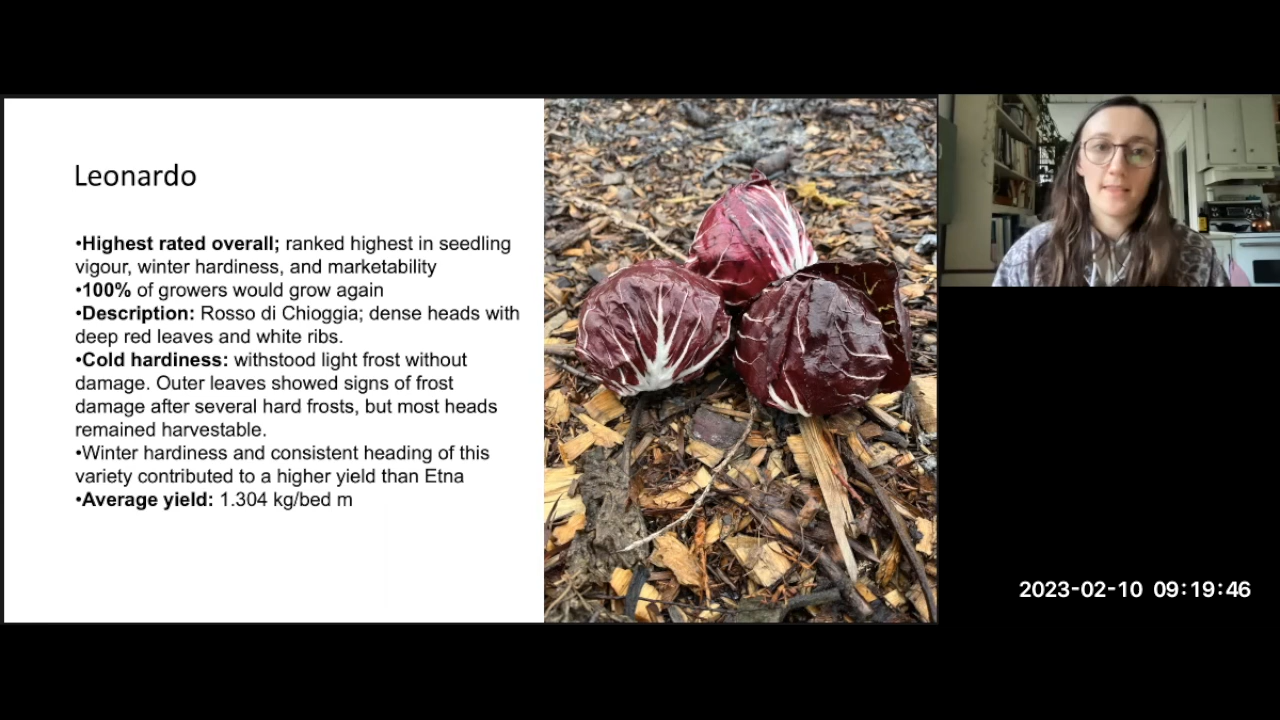 Leonardo
•Highest rated overall; ranked highest in seedling
vigour, winter hardiness, and marketability
•100% of growers would grow again
•Description: Rosso di Chioggia; dense heads with
deep red leaves and white ribs.
•Cold hardiness: withstood light frost without
damage. Outer leaves showed signs of frost
damage after several hard frosts, but most heads
remained harvestable.
•Winter hardiness and consistent heading of this
variety contributed to a higher yield than Etna
•Average yield: 1.304 kg/bed m
2023-02-10 09:19:46